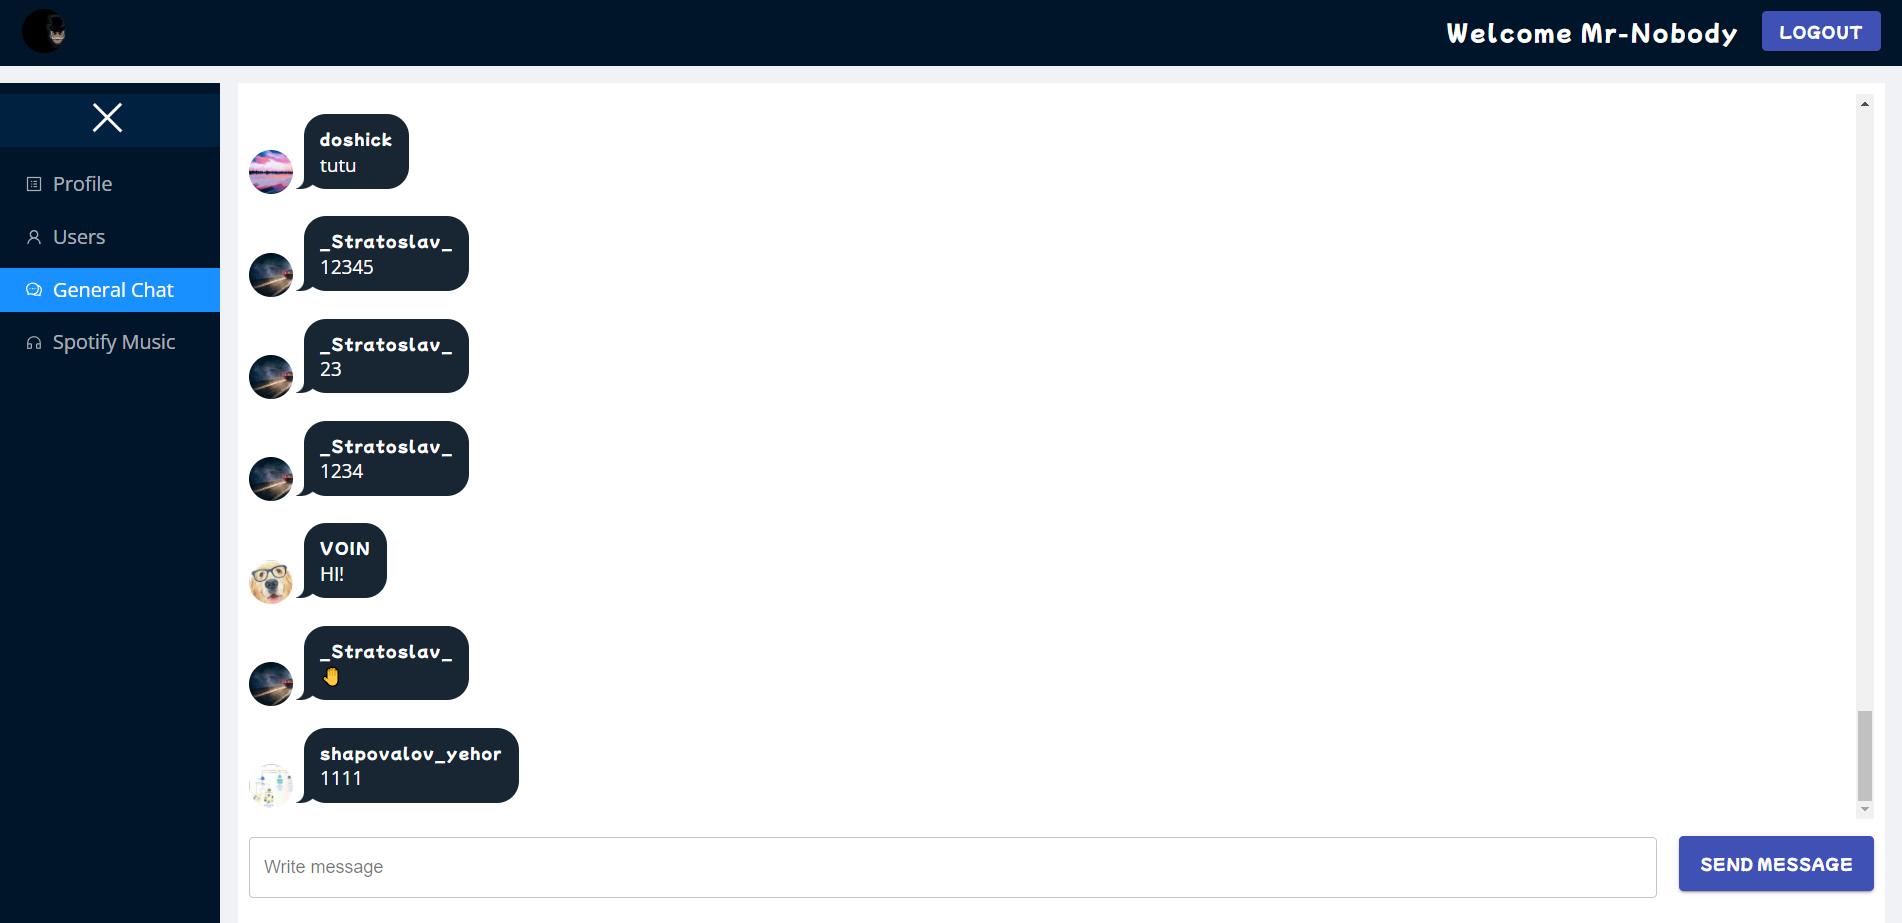 Welcome Mr-Nobody
LOGOUT
Profile
Users
General Chat
Spotify Music
doshick
tutu
_Stratoslav_
12345
_Stratoslav_
23
_Stratoslav_
1234
VOIN
HI!
_Stratoslav_
🤚
shapovalov_yehor
1111
Write message
SEND MESSAGE